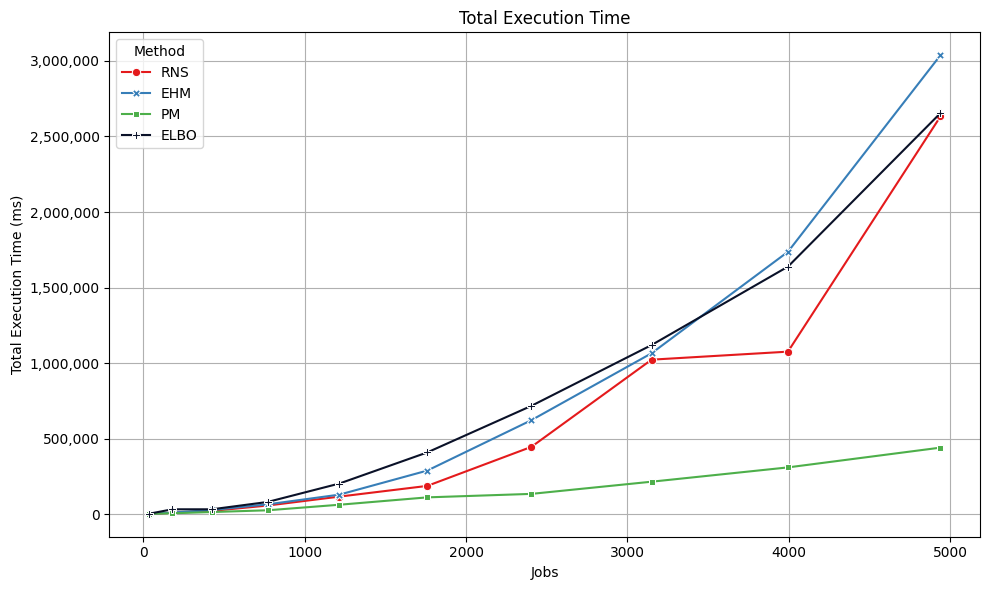 Total Execution Time
Method
RNS
EHM
PM
ELBO
Total Execution Time (ms)
3,000,000
2,500,000
2,000,000
1,500,000
1,000,000
500,000
0
0 1000 2000 3000 4000 5000
Jobs